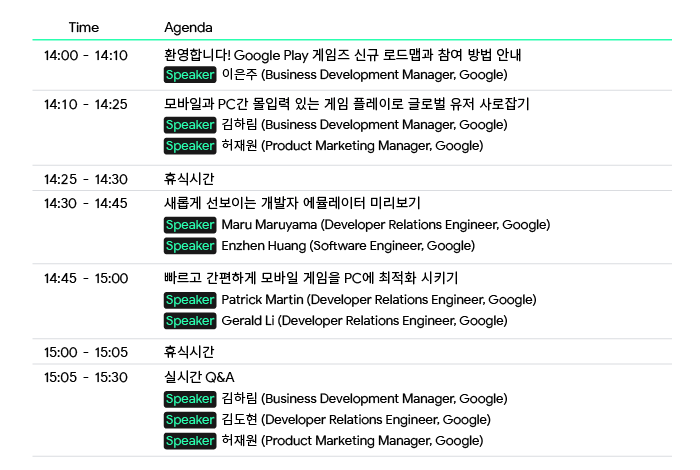 Time Agenda
14:00 - 14:10 환영합니다! Google Play 게임즈 신규 로드맵과 참여 방법 안내
Speaker 이은주 (Business Development Manager, Google)
14:10 - 14:25 모바일과 PC간 몰입력 있는 게임 플레이로 글로벌 유저 사로잡기
Speaker 김하림 (Business Development Manager, Google)
Speaker 허재원 (Product Marketing Manager, Google)
14:25 - 14:30 휴식시간
14:30 - 14:45 새롭게 선보이는 개발자 에뮬레이터 미리보기
Speaker Maru Maruyama (Developer Relations Engineer, Google)
Speaker Enzhen Huang (Software Engineer, Google)
14:45 - 15:00 빠르고 간편하게 모바일 게임을 PC에 최적화 시키기
Speaker Patrick Martin (Developer Relations Engineer, Google)
Speaker Gerald Li (Developer Relations Engineer, Google)
15:00 - 15:05 휴식시간
15:05 - 15:30 실시간 Q&A
Speaker 김하림 (Business Development Manager, Google)
Speaker 김도현 (Developer Relations Engineer, Google)
Speaker 허재원 (Product Marketing Manager, Google)